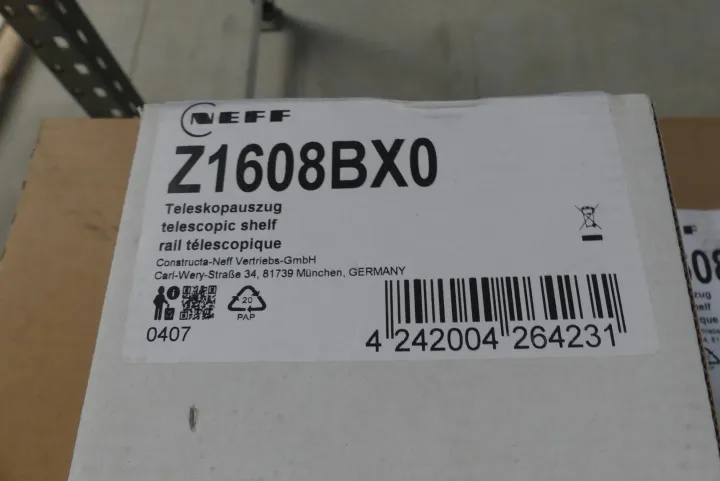 NEFF
Z1608BX0
Teleskopauszug
telescopic shelf
rail télescopique
Constructa-Neff Vertriebs-GmbH
Carl-Wery-Straße 34, 81739 München, GERMANY
20
PAP
0407
4 242004 264231